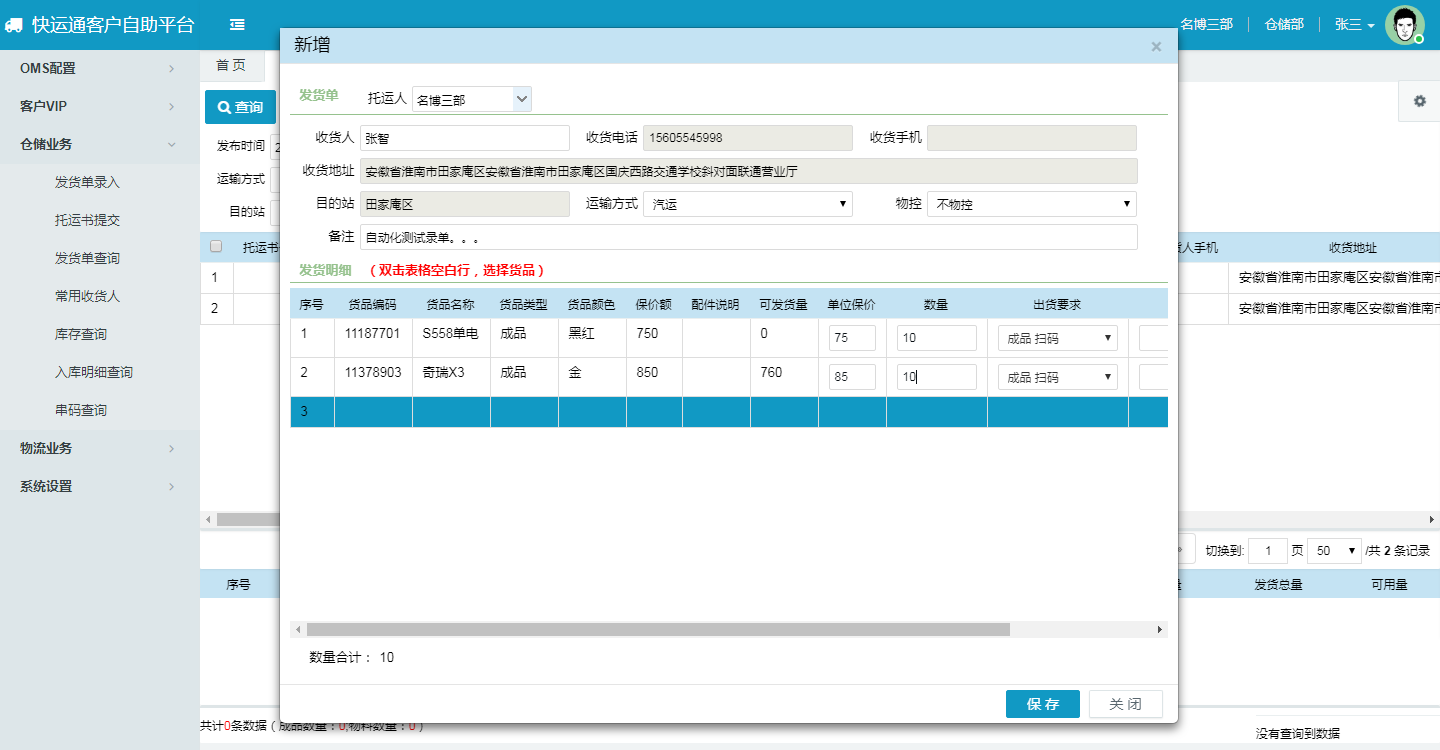 快运通客户自助平台
名博三部 仓储部 张三
OMS配置
客户VIP
仓储业务
发货单录入
托运书提交
发货单查询
常用收货人
库存查询
入库明细查询
串码查询
物流业务
系统设置
首 页
查询
发布时间 2
运输方式
目的站
托运书
人手机 收货地址
1 安徽省淮南市田家庵区安徽省淮南市
2 安徽省淮南市田家庵区安徽省淮南市
新增 ×
发货单 托运人 名博三部
收货人 张智 收货电话 15605545998 收货手机
收货地址 安徽省淮南市田家庵区安徽省淮南市田家庵区国庆西路交通学校斜对面联通营业厅
目的站 田家庵区 运输方式 汽运 物控 不物控
备注 自动化测试录单。。。
发货明细 （双击表格空白行，选择货品）
序号 货品编码 货品名称 货品类型 货品颜色 保价额 配件说明 可发货量 单位保价 数量 出货要求
1 11187701 S558单电 成品 黑红 750 0 75 10 成品 扫码
2 11378903 奇瑞X3 成品 金 850 760 85 10 成品 扫码
3
数量合计： 10
保 存 关 闭
切换到: 1 页 50 /共 2 条记录
序号 发货总量 可用量
共计0条数据（成品数量：0;物料数量：0）
没有查询到数据